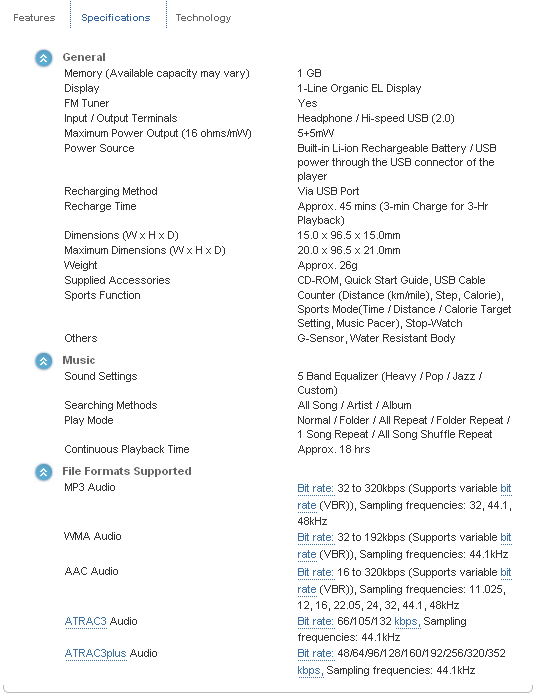 Features Specifications Technology
General
Memory (Available capacity may vary) 1 GB
Display 1-Line Organic EL Display
FM Tuner Yes
Input / Output Terminals Headphone / Hi-speed USB (2.0)
Maximum Power Output (16 ohms/mW) 5+5mW
Power Source Built-in Li-ion Rechargeable Battery / USB
power through the USB connector of the
player
Recharging Method Via USB Port
Recharge Time Approx. 45 mins (3-min Charge for 3-Hr
Playback)
Dimensions (W x H x D) 15.0 x 96.5 x 15.0mm
Maximum Dimensions (W x H x D) 20.0 x 96.5 x 21.0mm
Weight Approx. 26g
Supplied Accessories CD-ROM, Quick Start Guide, USB Cable
Sports Function Counter (Distance (km/mile), Step, Calorie),
Sports Mode(Time / Distance / Calorie Target
Setting, Music Pacer), Stop-Watch
Others G-Sensor, Water Resistant Body
Music
Sound Settings 5 Band Equalizer (Heavy / Pop / Jazz /
Custom)
Searching Methods All Song / Artist / Album
Play Mode Normal / Folder / All Repeat / Folder Repeat /
1 Song Repeat / All Song Shuffle Repeat
Continuous Playback Time Approx. 18 hrs
File Formats Supported
MP3 Audio Bit rate: 32 to 320kbps (Supports variable bit
rate (VBR)), Sampling frequencies: 32, 44.1,
48kHz
WMA Audio Bit rate: 32 to 192kbps (Supports variable bit
rate (VBR)), Sampling frequencies: 44.1kHz
AAC Audio Bit rate: 16 to 320kbps (Supports variable bit
rate (VBR)), Sampling frequencies: 11.025,
12, 16, 22.05, 24, 32, 44.1, 48kHz
ATRAC3 Audio Bit rate: 66/105/132 kbps, Sampling
frequencies: 44.1kHz
ATRAC3plus Audio Bit rate: 48/64/96/128/160/192/256/320/352
kbps, Sampling frequencies: 44.1kHz